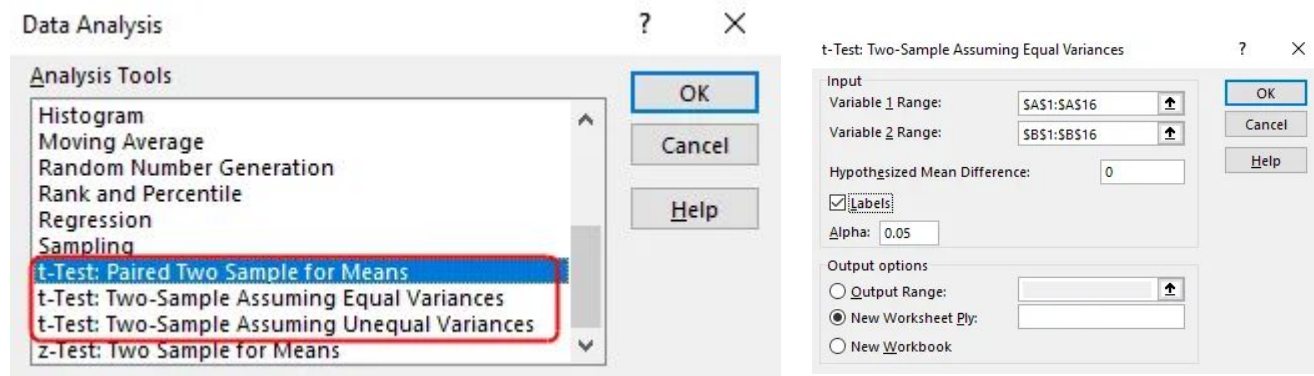 Data Analysis ? ✕
Analysis Tools
Histogram
Moving Average
Random Number Generation
Rank and Percentile
Regression
Sampling
t-Test: Paired Two Sample for Means
t-Test: Two-Sample Assuming Equal Variances
t-Test: Two-Sample Assuming Unequal Variances
z-Test: Two Sample for Means
OK
Cancel
Help
t-Test: Two-Sample Assuming Equal Variances ? ✕
Input
Variable 1 Range: $A$1:$A$16
Variable 2 Range: $B$1:$B$16
Hypothesized Mean Difference: 0
Labels
Alpha: 0.05
Output options
Output Range:
New Worksheet Ply:
New Workbook
OK
Cancel
Help